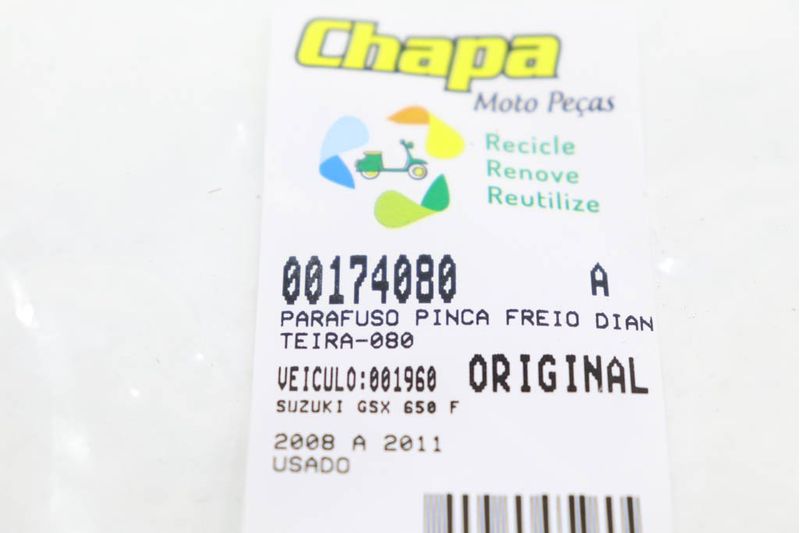 Chapa
Moto Peças
Recicle
Renove
Reutilize
00174080 A
PARAFUSO PINCA FREIO DIAN
TEIRA-080
VEICULO:001960 ORIGINAL
SUZUKI GSX 650 F
2008 A 2011
USADO